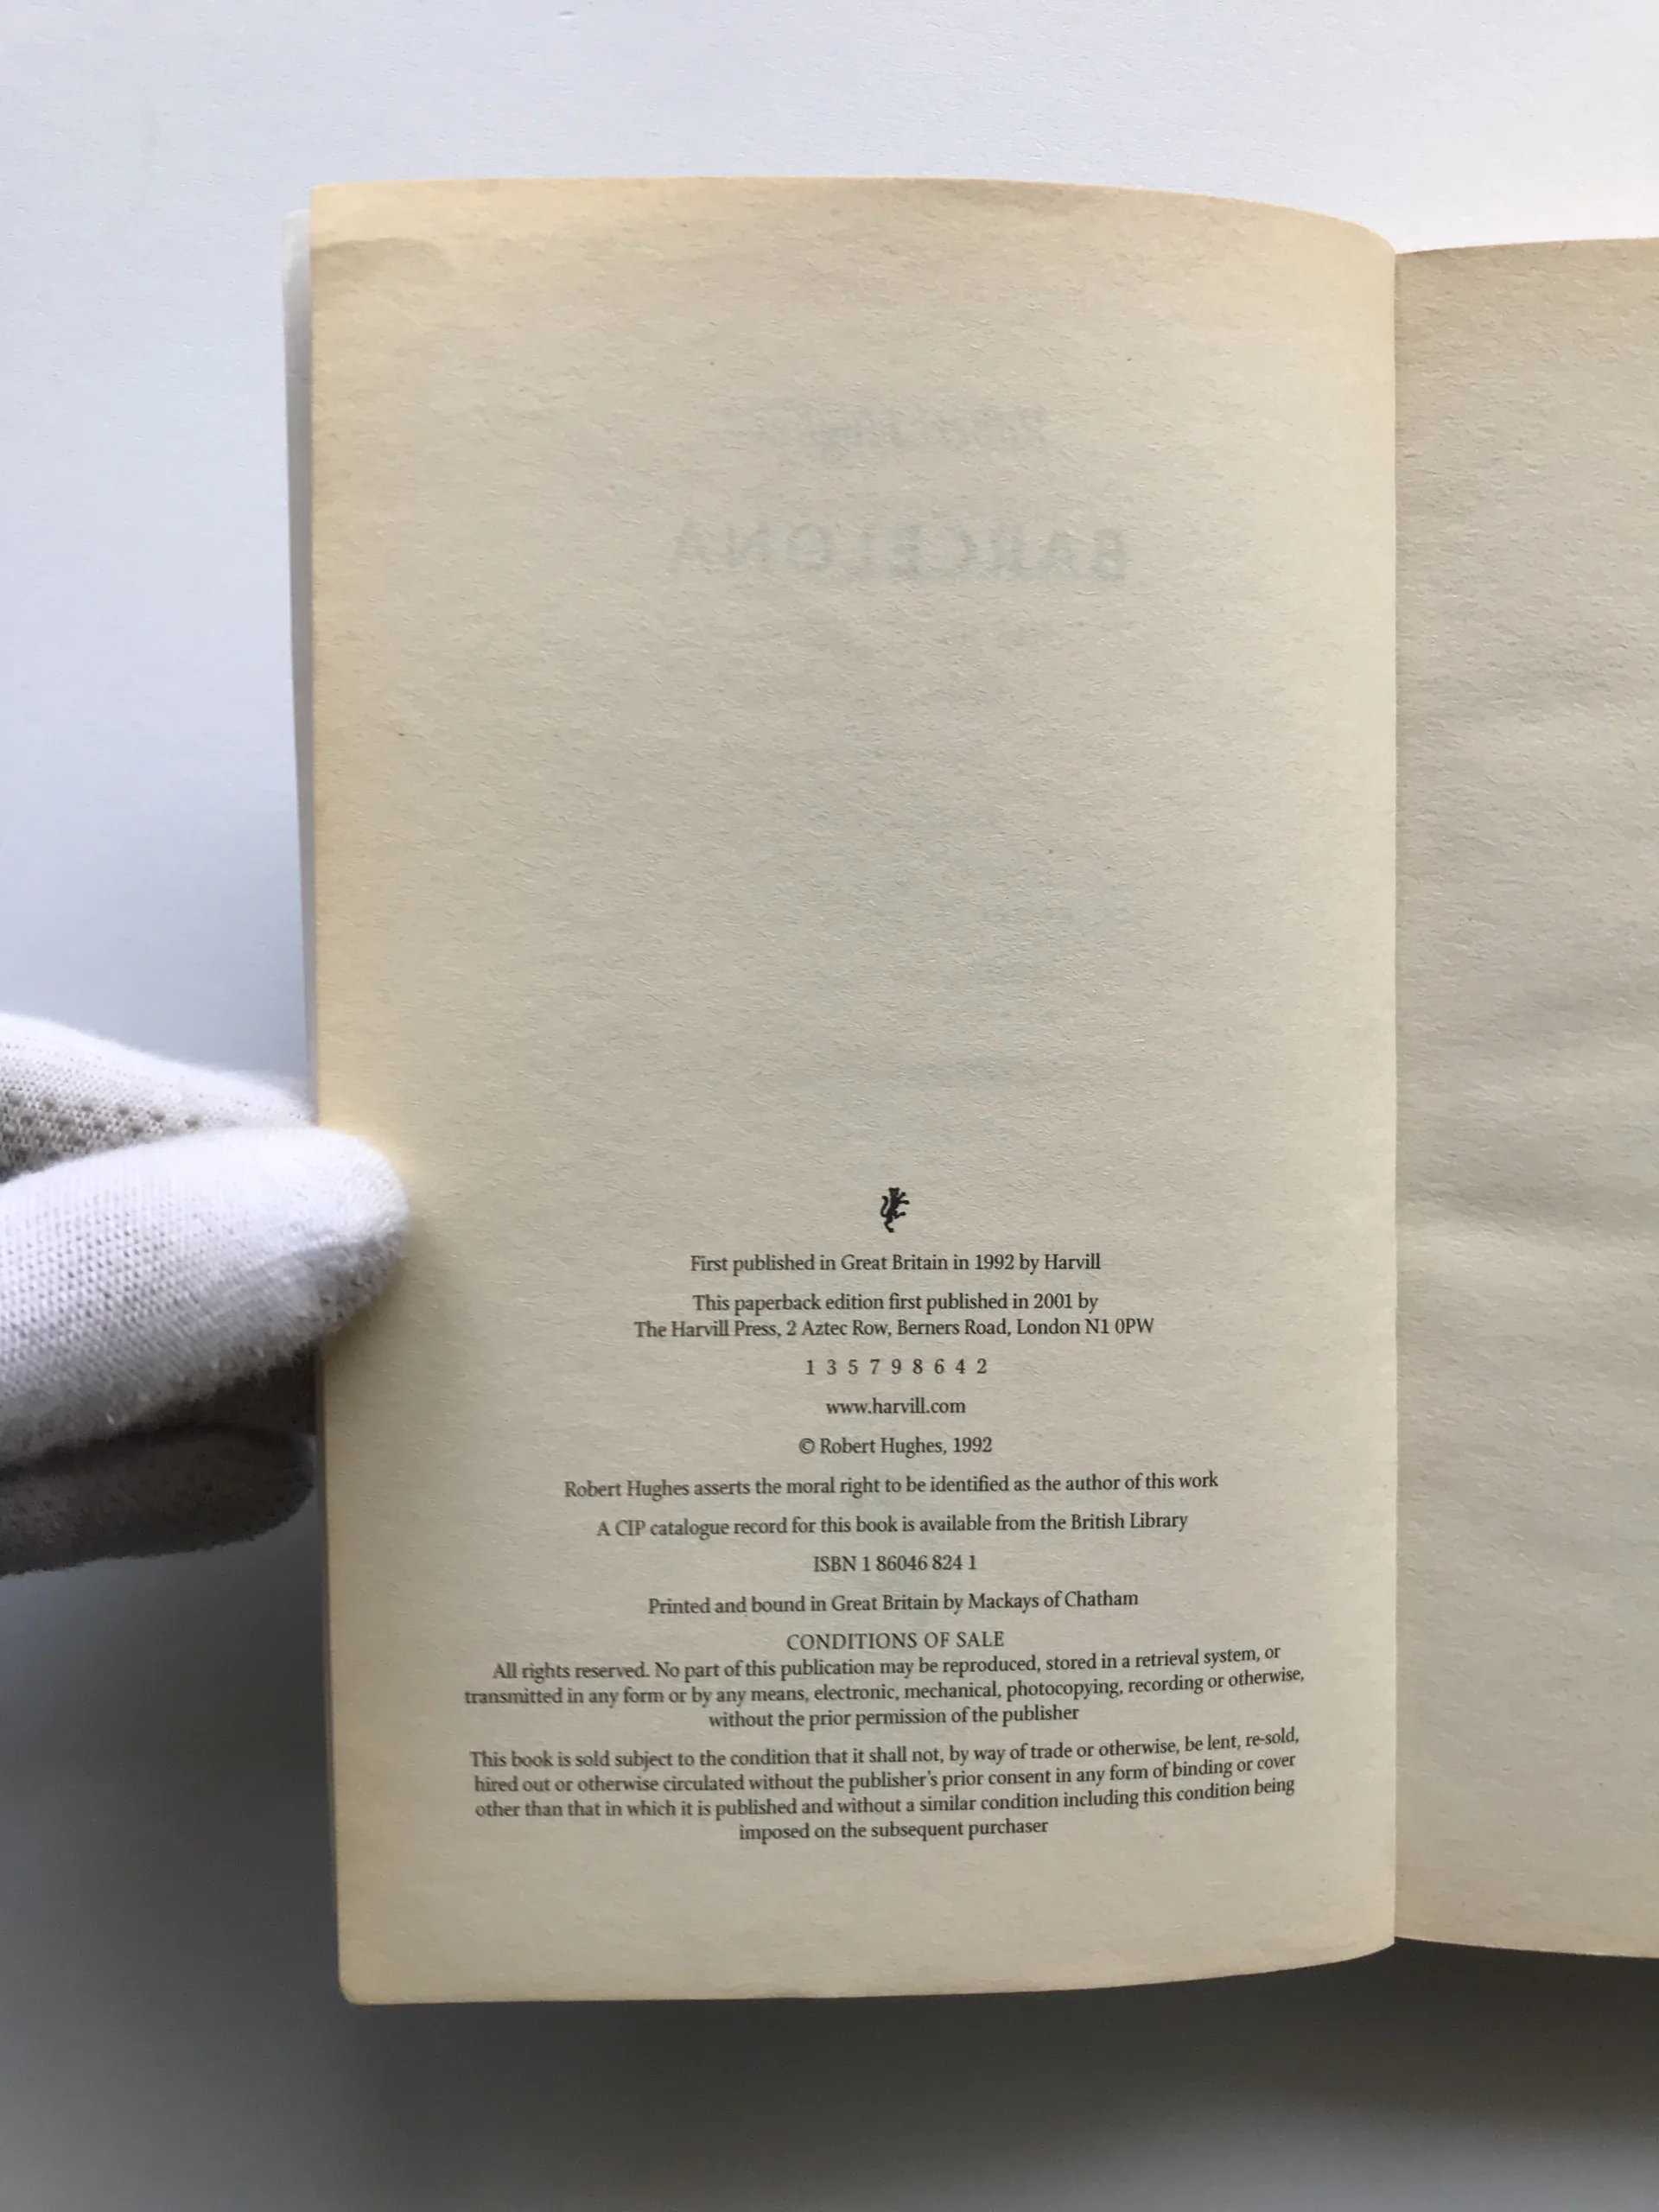 BARCELONA
First published in Great Britain in 1992 by Harvill
This paperback edition first published in 2001 by
The Harvill Press, 2 Aztec Row, Berners Road, London N1 0PW
1 3 5 7 9 8 6 4 2
www.harvill.com
© Robert Hughes, 1992
Robert Hughes asserts the moral right to be identified as the author of this work
A CIP catalogue record for this book is available from the British Library
ISBN 1 86046 824 1
Printed and bound in Great Britain by Mackays of Chatham
CONDITIONS OF SALE
All rights reserved. No part of this publication may be reproduced, stored in a retrieval system, or
transmitted in any form or by any means, electronic, mechanical, photocopying, recording or otherwise,
without the prior permission of the publisher
This book is sold subject to the condition that it shall not, by way of trade or otherwise, be lent, re-sold,
hired out or otherwise circulated without the publisher's prior consent in any form of binding or cover
other than that in which it is published and without a similar condition including this condition being
imposed on the subsequent purchaser